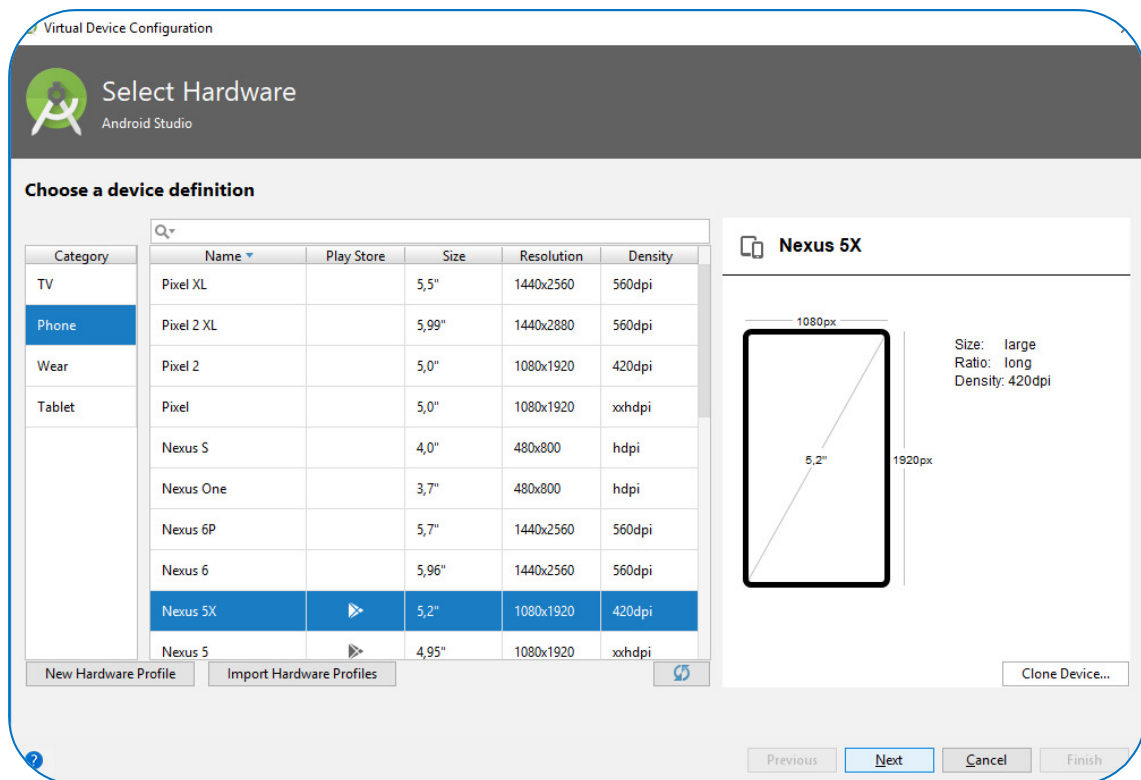 Virtual Device Configuration
Select Hardware
Android Studio
Choose a device definition
Category
TV
Phone
Wear
Tablet
Name Play Store Size Resolution Density
Pixel XL 5,5" 1440x2560 560dpi
Pixel 2 XL 5,99" 1440x2880 560dpi
Pixel 2 5,0" 1080x1920 420dpi
Pixel 5,0" 1080x1920 xxhdpi
Nexus S 4,0" 480x800 hdpi
Nexus One 3,7" 480x800 hdpi
Nexus 6P 5,7" 1440x2560 560dpi
Nexus 6 5,96" 1440x2560 560dpi
Nexus 5X 5,2" 1080x1920 420dpi
Nexus 5 4,95" 1080x1920 xxhdpi
New Hardware Profile Import Hardware Profiles
Nexus 5X
1080px
5,2"
1920px
Size: large
Ratio: long
Density: 420dpi
Clone Device...
?
Previous Next Cancel Finish